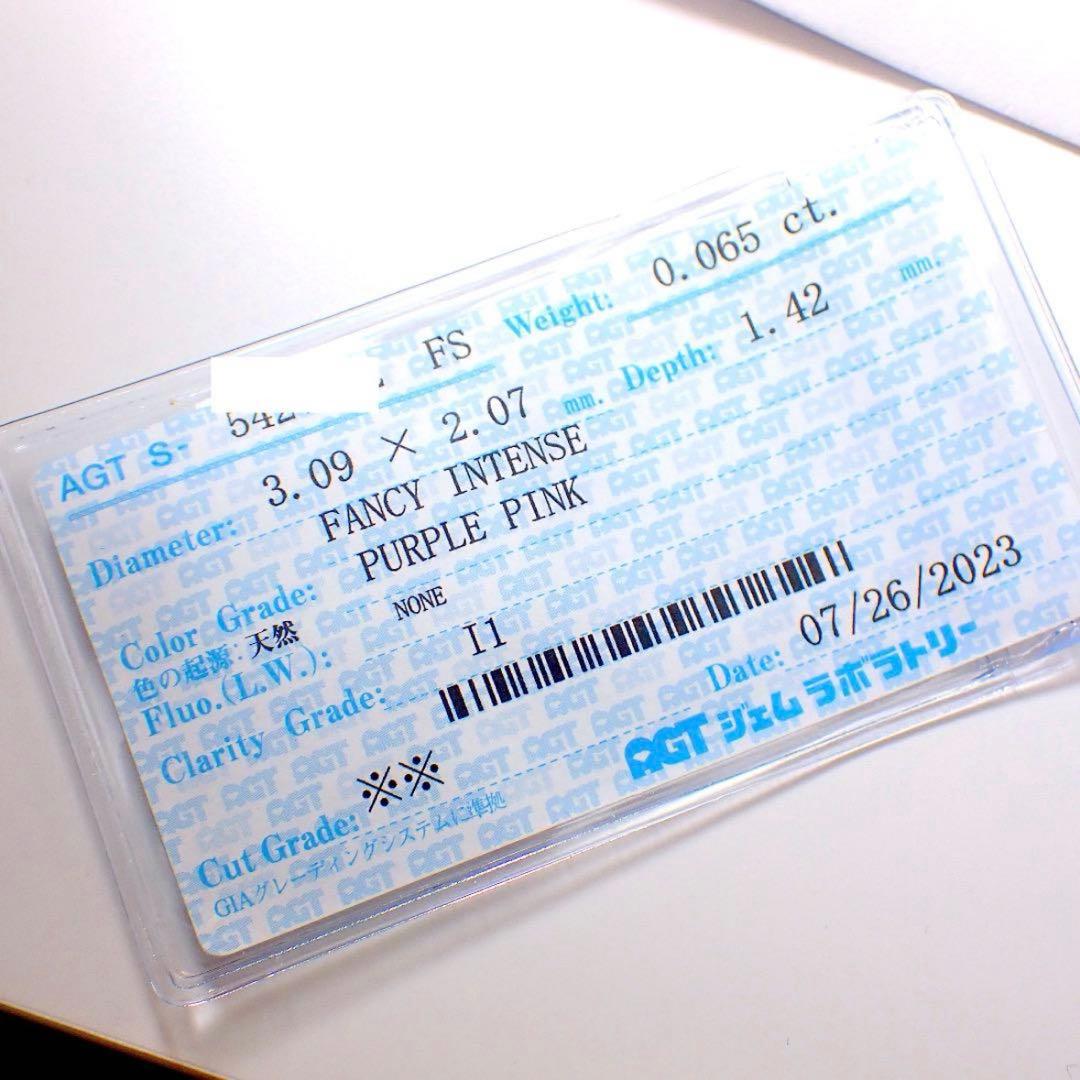 AGT S- 542 FS Weight: 0.065 ct.
Diameter: 3.09 × 2.07 mm. Depth: 1.42 mm.
Color Grade: FANCY INTENSE
PURPLE PINK
色の起源: 天然
Fluo.(L.W.): NONE
Clarity Grade: I1
Cut Grade: ※※ Date: 07/26/2023
GIAグレーディングシステムに準拠
AGT ジェム ラボラトリー